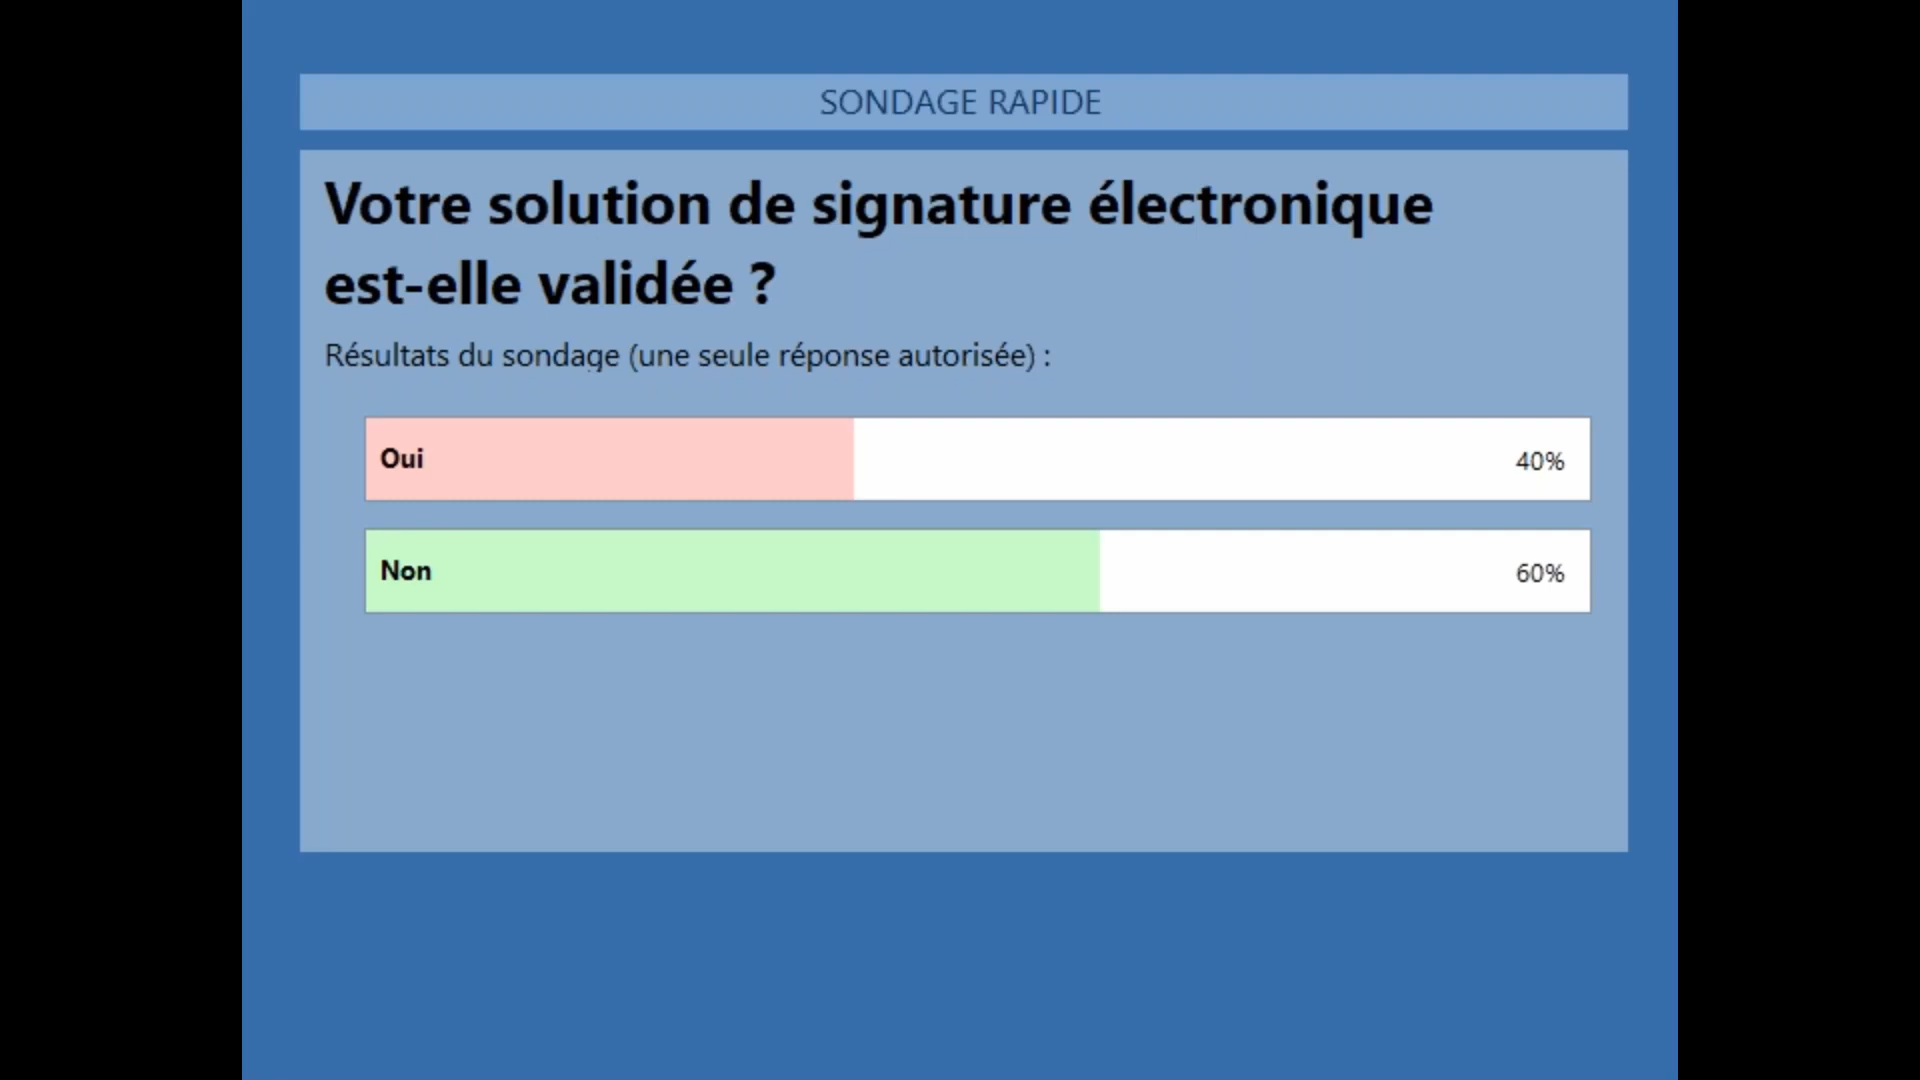 SONDAGE RAPIDE
Votre solution de signature électronique
est-elle validée ?
Résultats du sondage (une seule réponse autorisée) :
Oui 40%
Non 60%